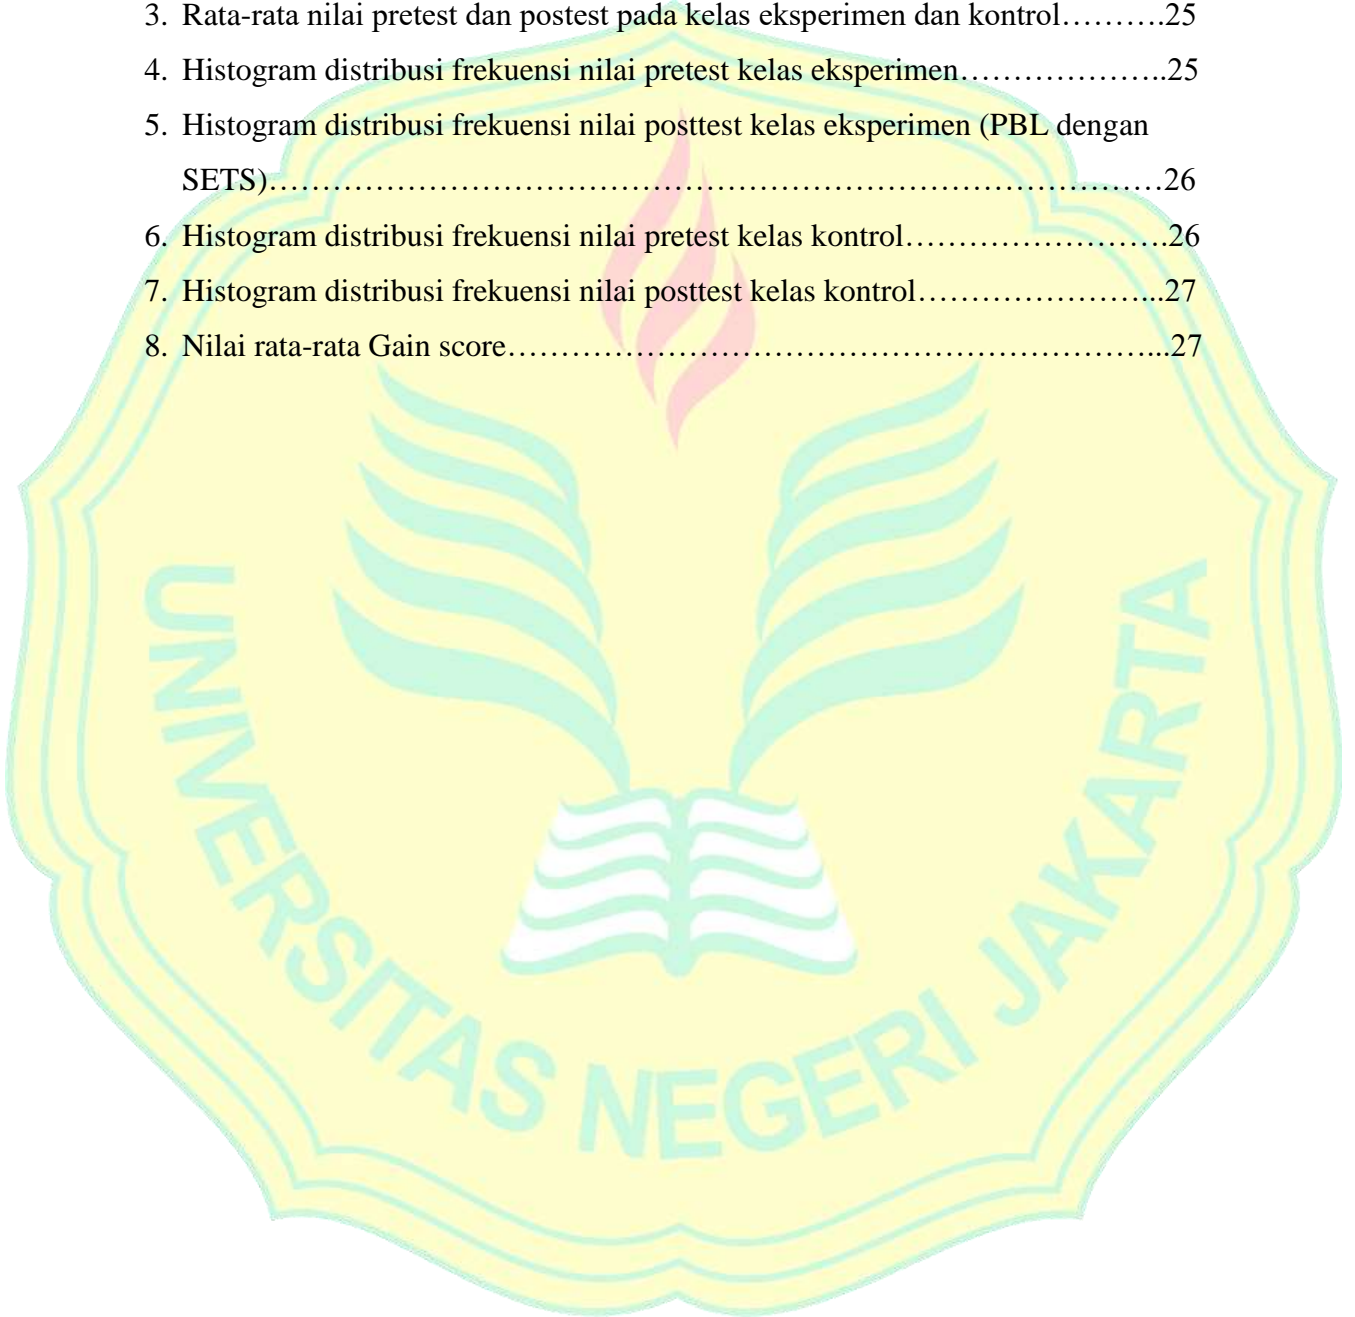 3. Rata-rata nilai pretest dan postest pada kelas eksperimen dan kontrol……….25
4. Histogram distribusi frekuensi nilai pretest kelas eksperimen………………..25
5. Histogram distribusi frekuensi nilai posttest kelas eksperimen (PBL dengan
SETS)…………………………………………………………………………26
6. Histogram distribusi frekuensi nilai pretest kelas kontrol…………………….26
7. Histogram distribusi frekuensi nilai posttest kelas kontrol…………………...27
8. Nilai rata-rata Gain score……………………………………………………...27
UNIVERSITAS NEGERI JAKARTA